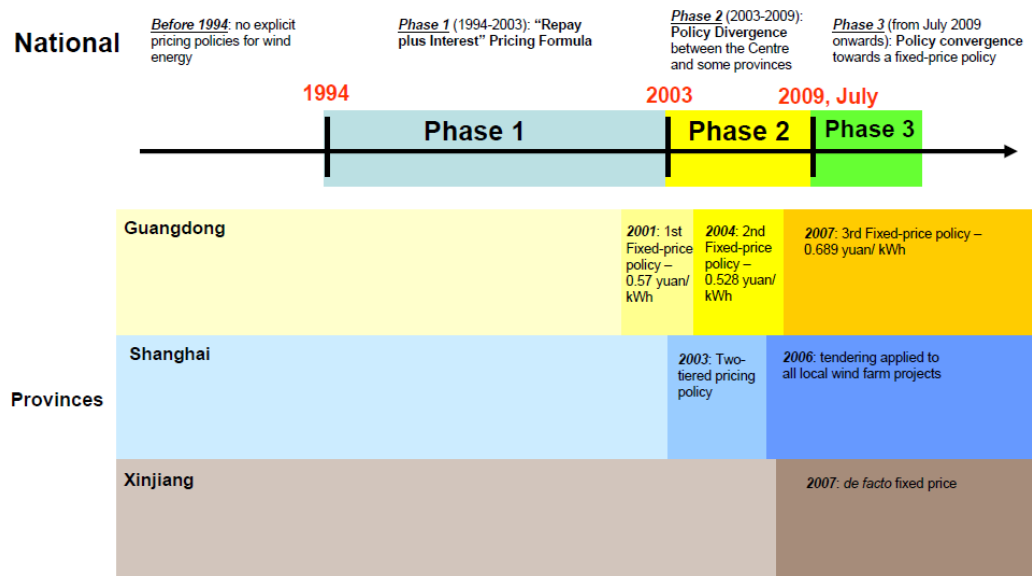 National
Before 1994: no explicit
pricing policies for wind
energy
Phase 1 (1994-2003): “Repay
plus Interest” Pricing Formula
Phase 2 (2003-2009):
Policy Divergence
between the Centre
and some provinces
Phase 3 (from July 2009
onwards): Policy convergence
towards a fixed-price policy
1994
2003
2009, July
Phase 1
Phase 2
Phase 3
Provinces
Guangdong
2001: 1st
Fixed-price
policy –
0.57 yuan/
kWh
2004: 2nd
Fixed-price
policy –
0.528 yuan/
kWh
2007: 3rd Fixed-price policy –
0.689 yuan/ kWh
Shanghai
2003: Two-
tiered pricing
policy
2006: tendering applied to
all local wind farm projects
Xinjiang
2007: de facto fixed price